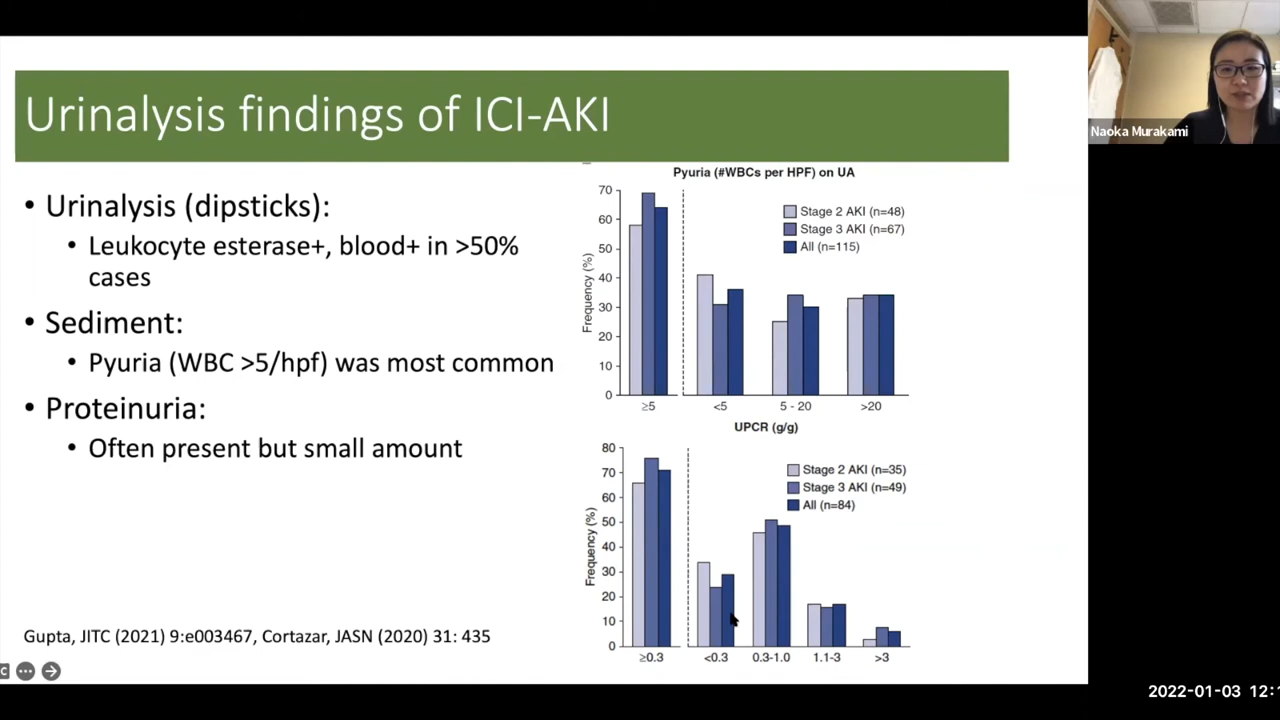 Urinalysis findings of ICI-AKI
• Urinalysis (dipsticks):
• Leukocyte esterase+, blood+ in >50%
cases
• Sediment:
• Pyuria (WBC >5/hpf) was most common
• Proteinuria:
• Often present but small amount
Gupta, JITC (2021) 9:e003467, Cortazar, JASN (2020) 31: 435
Pyuria (#WBCs per HPF) on UA
Frequency (%)
70
60
50
40
30
20
10
0
Stage 2 AKI (n=48)
Stage 3 AKI (n=67)
All (n=115)
≥5 <5 5 - 20 >20
UPCR (g/g)
Frequency (%)
80
70
60
50
40
30
20
10
0
Stage 2 AKI (n=35)
Stage 3 AKI (n=49)
All (n=84)
≥0.3 <0.3 0.3-1.0 1.1-3 >3
Naoka Murakami
2022-01-03 12:1